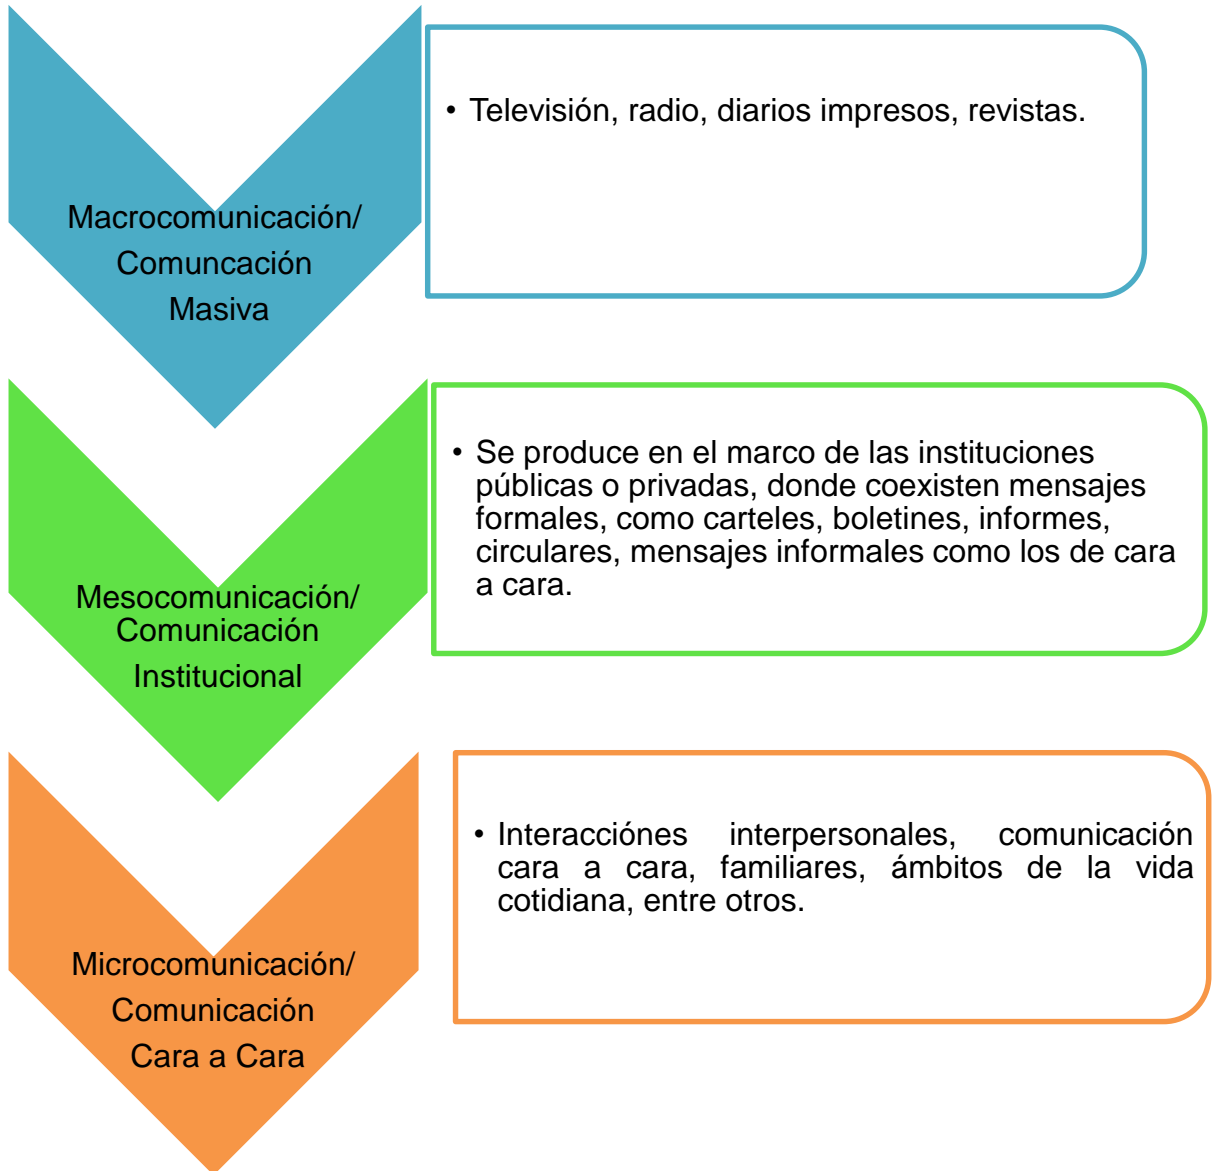 • Televisión, radio, diarios impresos, revistas.
Macrocomunicación/
Comuncación
Masiva
• Se produce en el marco de las instituciones
públicas o privadas, donde coexisten mensajes
formales, como carteles, boletines, informes,
circulares, mensajes informales como los de cara
a cara.
Mesocomunicación/
Comunicación
Institucional
• Interacciónes interpersonales, comunicación
cara a cara, familiares, ámbitos de la vida
cotidiana, entre otros.
Microcomunicación/
Comunicación
Cara a Cara